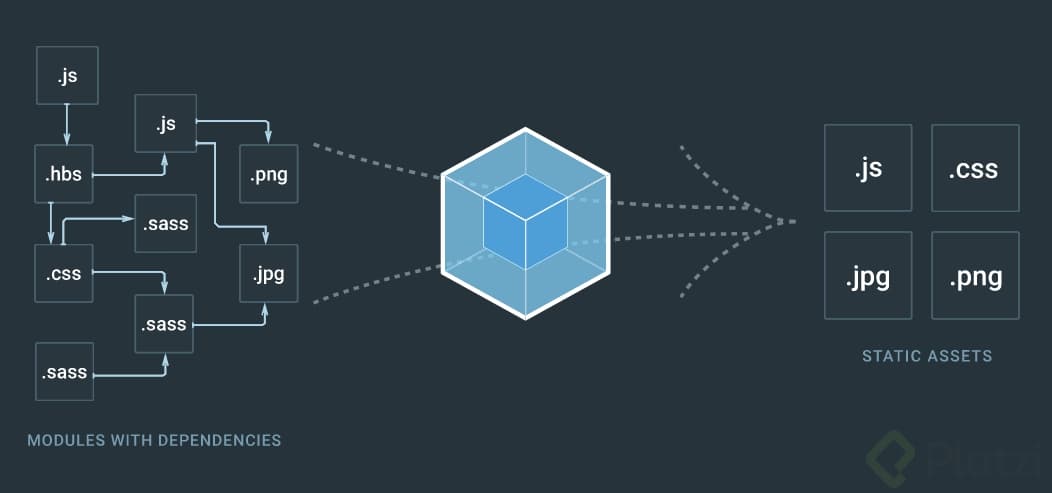 .js
.js
.hbs
.png
.sass
.css
.jpg
.sass
.sass
MODULES WITH DEPENDENCIES
.js
.css
.jpg
.png
STATIC ASSETS
Platzi